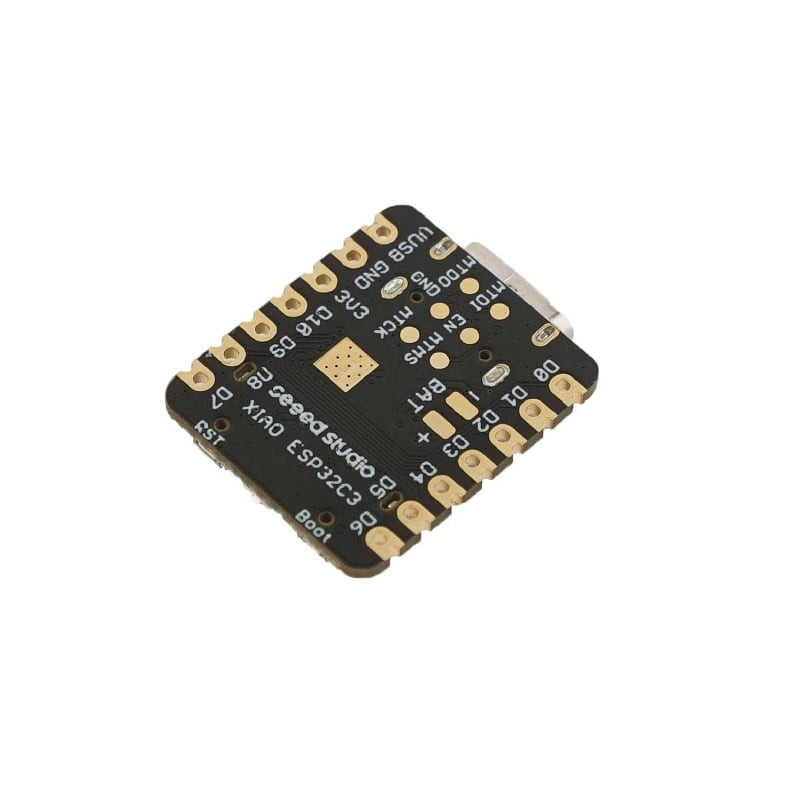 VUSB
GND
3V3
D10
D9
D8
D7
MTDO
GND
MTDI
MTCK
EN
MTMS
BAT
-
+
D0
D1
D2
D3
D4
D5
D6
seeed studio
XIAO ESP32C3
RST
Boot